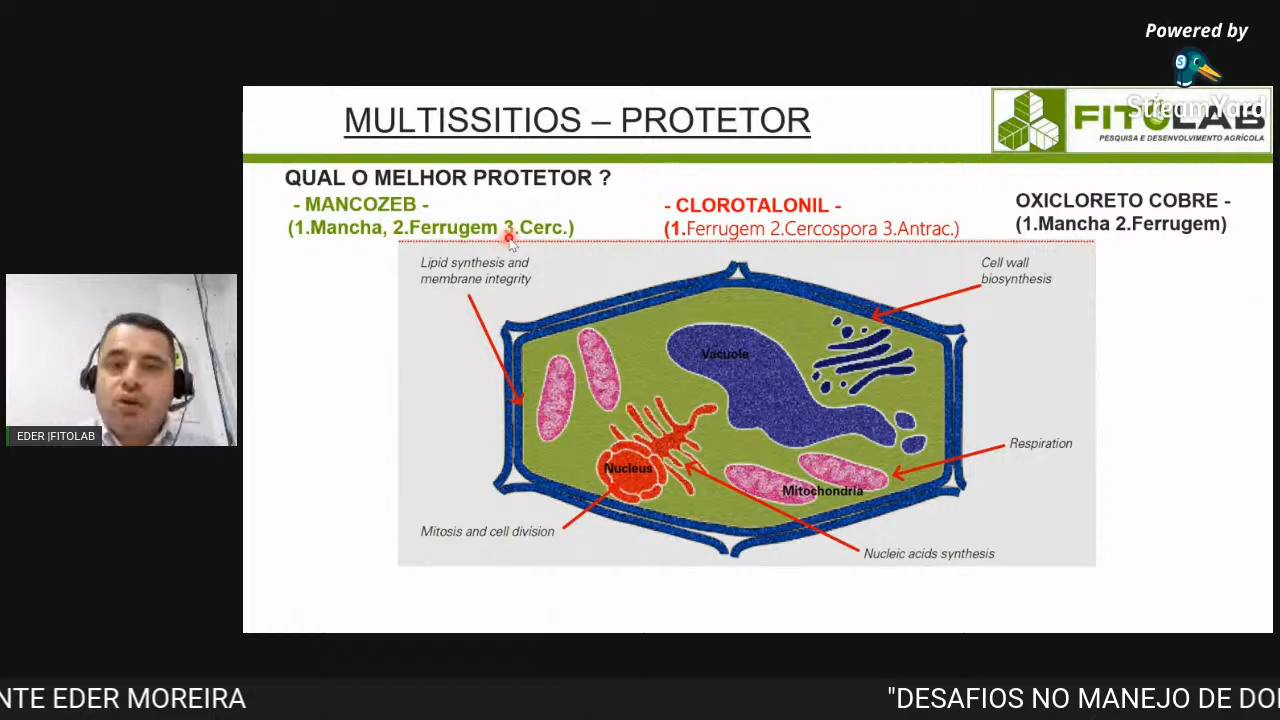 Powered by
StreamYard
MULTISSITIOS – PROTETOR
FITOLAB
PESQUISA E DESENVOLVIMENTO AGRÍCOLA
QUAL O MELHOR PROTETOR ?
- MANCOZEB -
(1.Mancha, 2.Ferrugem 3.Cerc.)
- CLOROTALONIL -
(1.Ferrugem 2.Cercospora 3.Antrac.)
OXICLORETO COBRE -
(1.Mancha 2.Ferrugem)
Lipid synthesis and
membrane integrity
Cell wall
biosynthesis
Vacuole
Respiration
Nucleus
Mitochondria
Mitosis and cell division
Nucleic acids synthesis
EDER |FITOLAB
NTE EDER MOREIRA
"DESAFIOS NO MANEJO DE DO